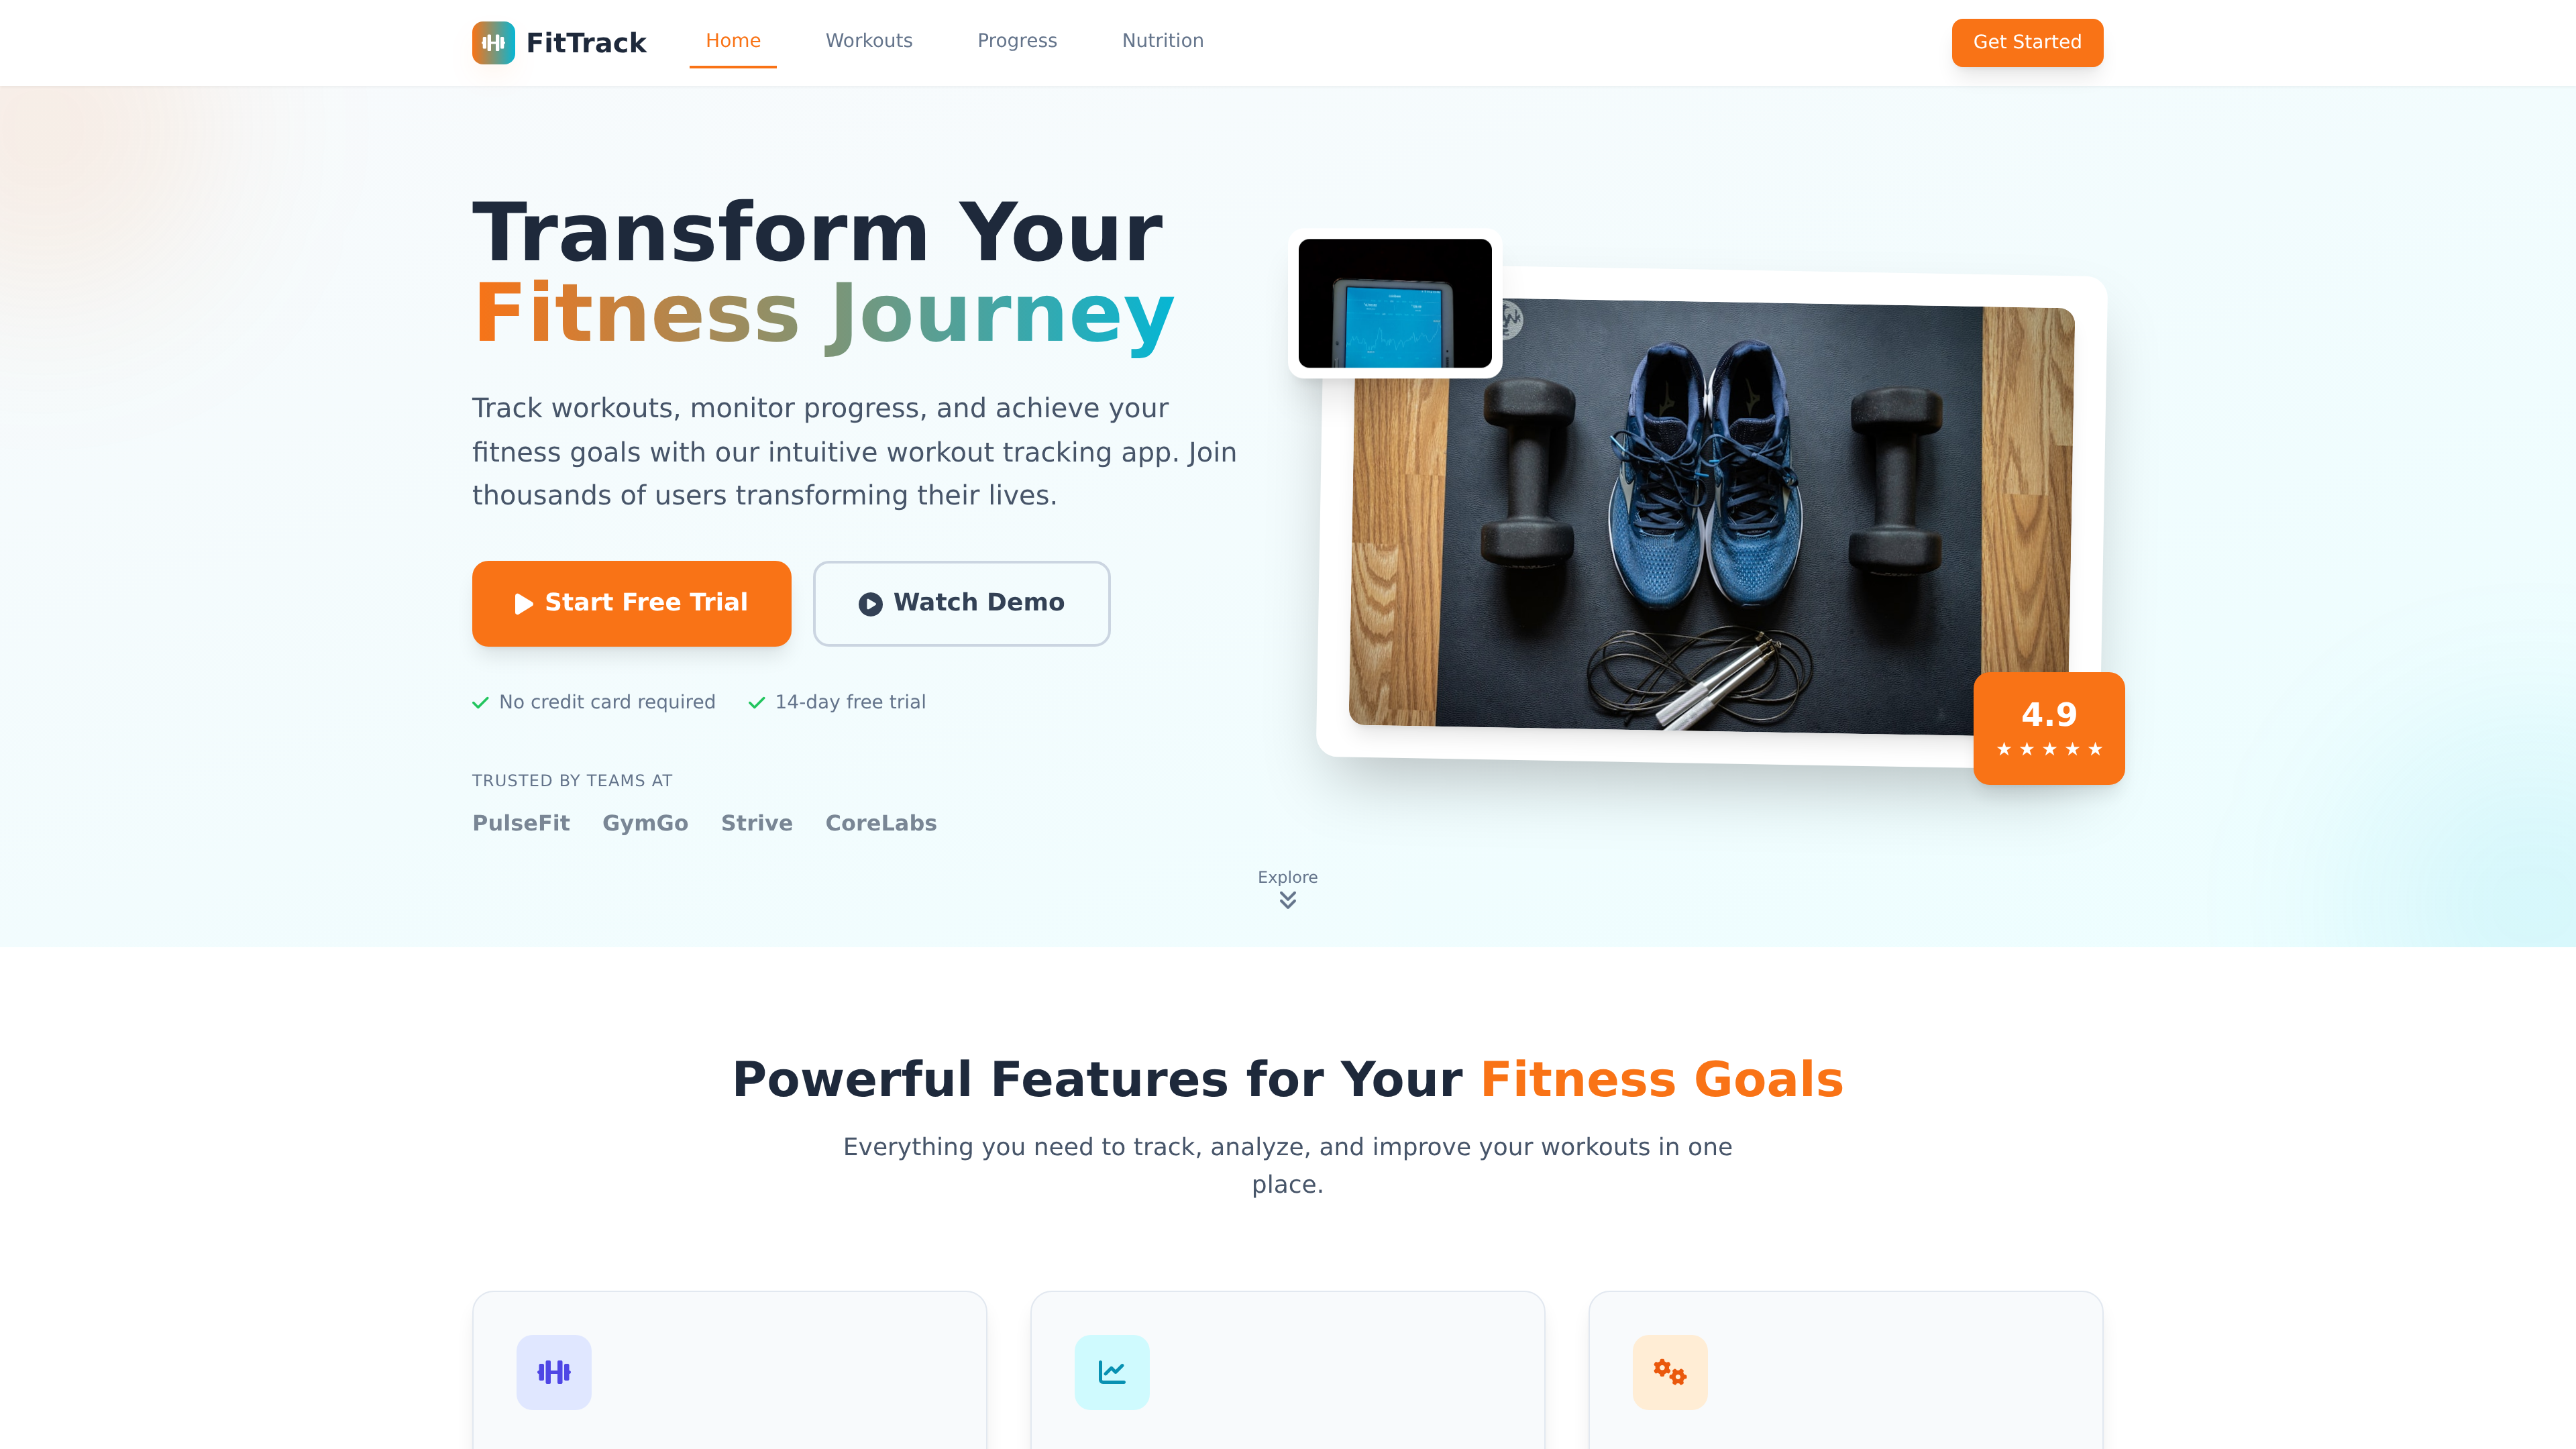 FitTrack
Home
Workouts
Progress
Nutrition
Get Started
Transform Your
Fitness Journey
Track workouts, monitor progress, and achieve your
fitness goals with our intuitive workout tracking app. Join
thousands of users transforming their lives.
Start Free Trial
Watch Demo
No credit card required
14-day free trial
TRUSTED BY TEAMS AT
PulseFit
GymGo
Strive
CoreLabs
4.9
★ ★ ★ ★ ★
Explore
Powerful Features for Your Fitness Goals
Everything you need to track, analyze, and improve your workouts in one
place.